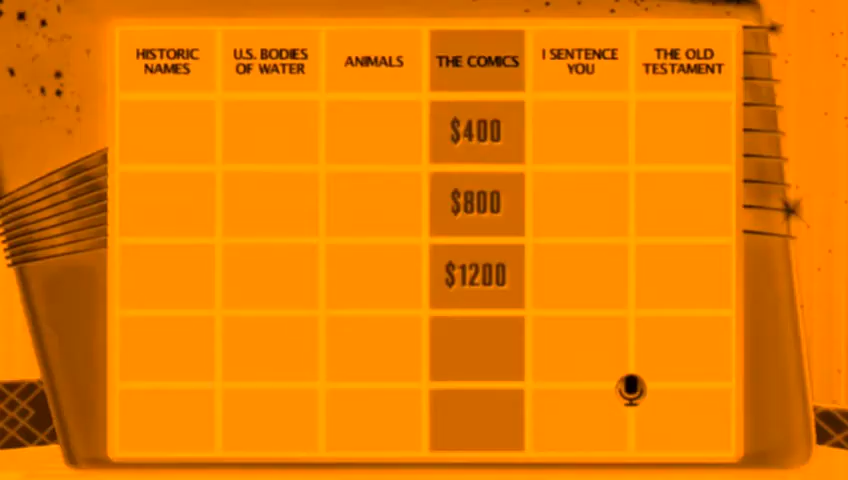 HISTORIC
NAMES
U.S. BODIES
OF WATER
ANIMALS
THE COMICS
I SENTENCE
YOU
THE OLD
TESTAMENT
$400
$800
$1200